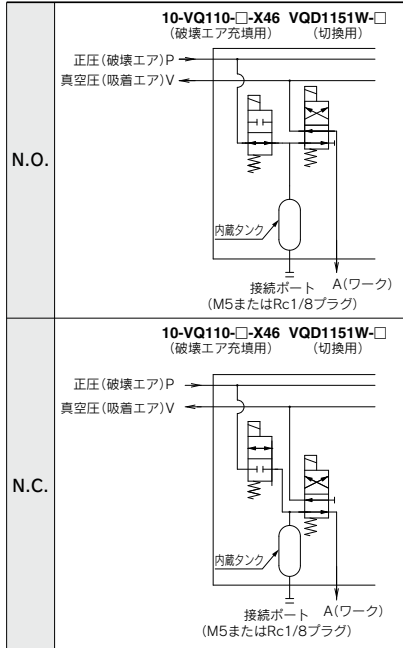 10-VQ110-□-X46 VQD1151W-□
(破壊エア充填用) (切換用)
正圧(破壊エア)P
真空圧(吸着エア)V
N.O.
内蔵タンク
接続ポート A(ワーク)
(M5またはRc1/8プラグ)
10-VQ110-□-X46 VQD1151W-□
(破壊エア充填用) (切換用)
正圧(破壊エア)P
真空圧(吸着エア)V
N.C.
内蔵タンク
接続ポート A(ワーク)
(M5またはRc1/8プラグ)